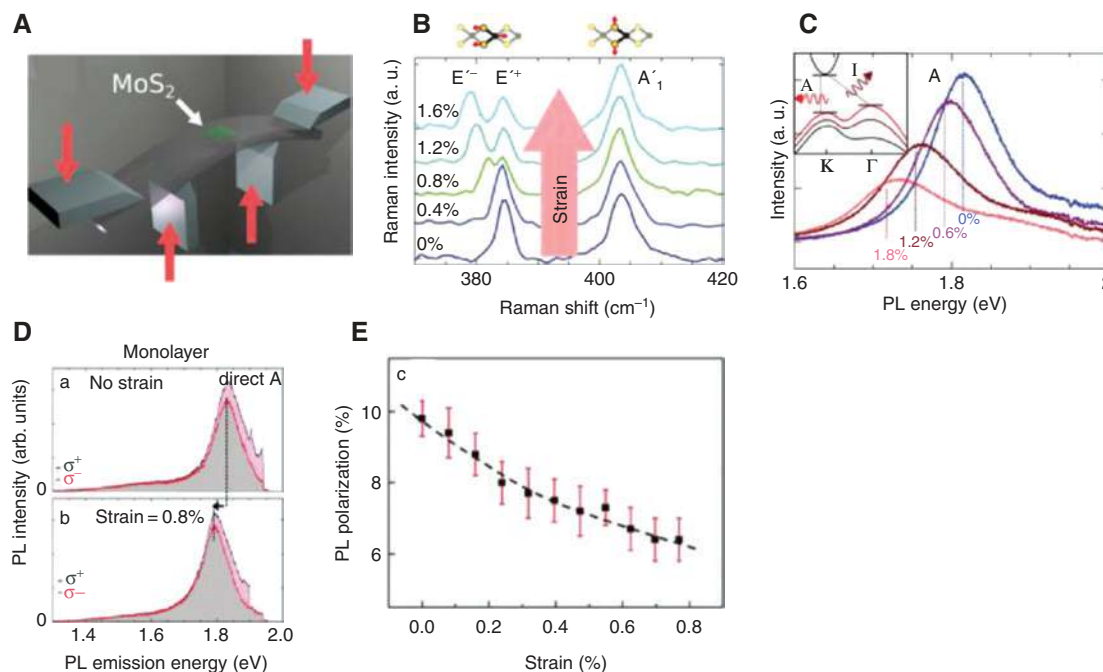 A
MoS₂
B
E′⁻ E′⁺ A′₁
1.6%
1.2%
0.8%
0.4%
0%
Strain
Raman intensity (a. u.)
380 400 420
Raman shift (cm⁻¹)
C
A I
K Γ
A
0%
0.6%
1.2%
1.8%
Intensity (a. u.)
1.6 1.8
PL energy (eV)
D
Monolayer
a No strain direct A
σ⁺
σ⁻
0
b Strain = 0.8%
σ⁺
σ−
0
PL intensity (arb. units)
1.4 1.6 1.8 2.0
PL emission energy (eV)
E
c
10
8
6
PL polarization (%)
0.0 0.2 0.4 0.6 0.8
Strain (%)